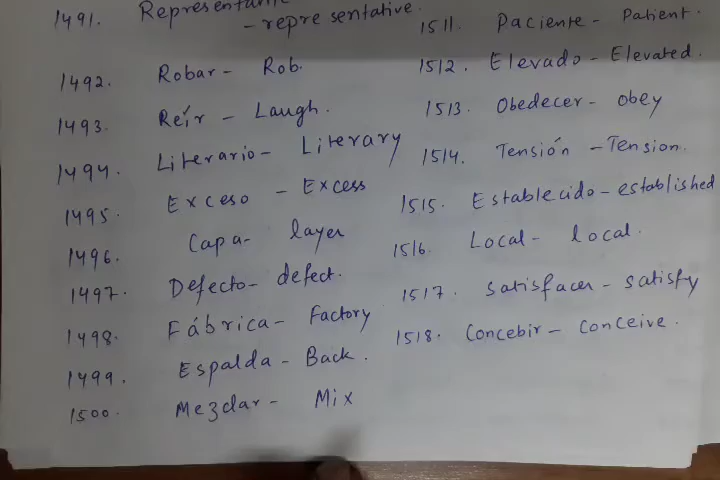 1491. Representante
- representative.
1492. Robar - Rob.
1493. Reír - Laugh.
1494. Literario - Literary
1495. Exceso - Excess
1496. Capa - layer
1497. Defecto - defect.
1498. Fábrica - Factory
1499. Espalda - Back.
1500. Mezclar - Mix
1511. Paciente - Patient.
1512. Elevado - Elevated.
1513. Obedecer - obey
1514. Tensión - Tension.
1515. Establecido - established
1516. Local - local.
1517. Satisfacer - satisfy
1518. Concebir - conceive.